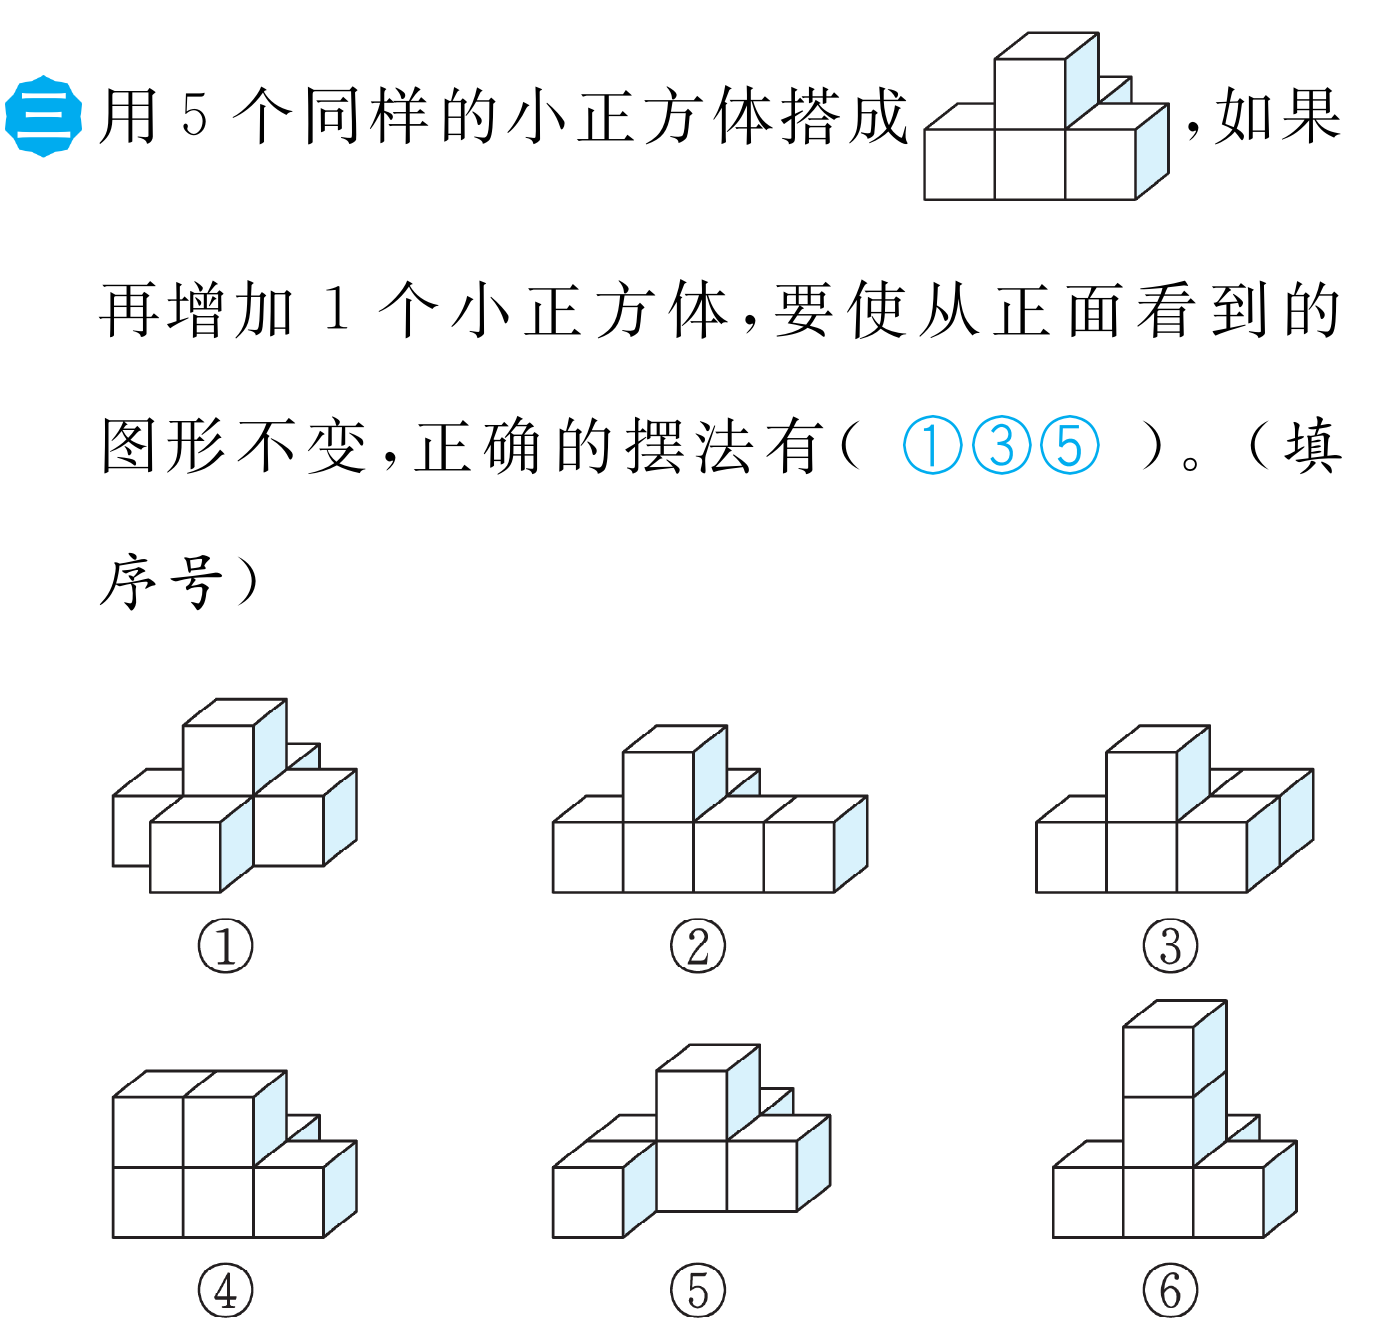 三 用 5 个同样的小正方体搭成 ,如果
再增加 1 个小正方体,要使从正面看到的
图形不变,正确的摆法有( ①③⑤ )。(填
序号)
① ② ③
④ ⑤ ⑥